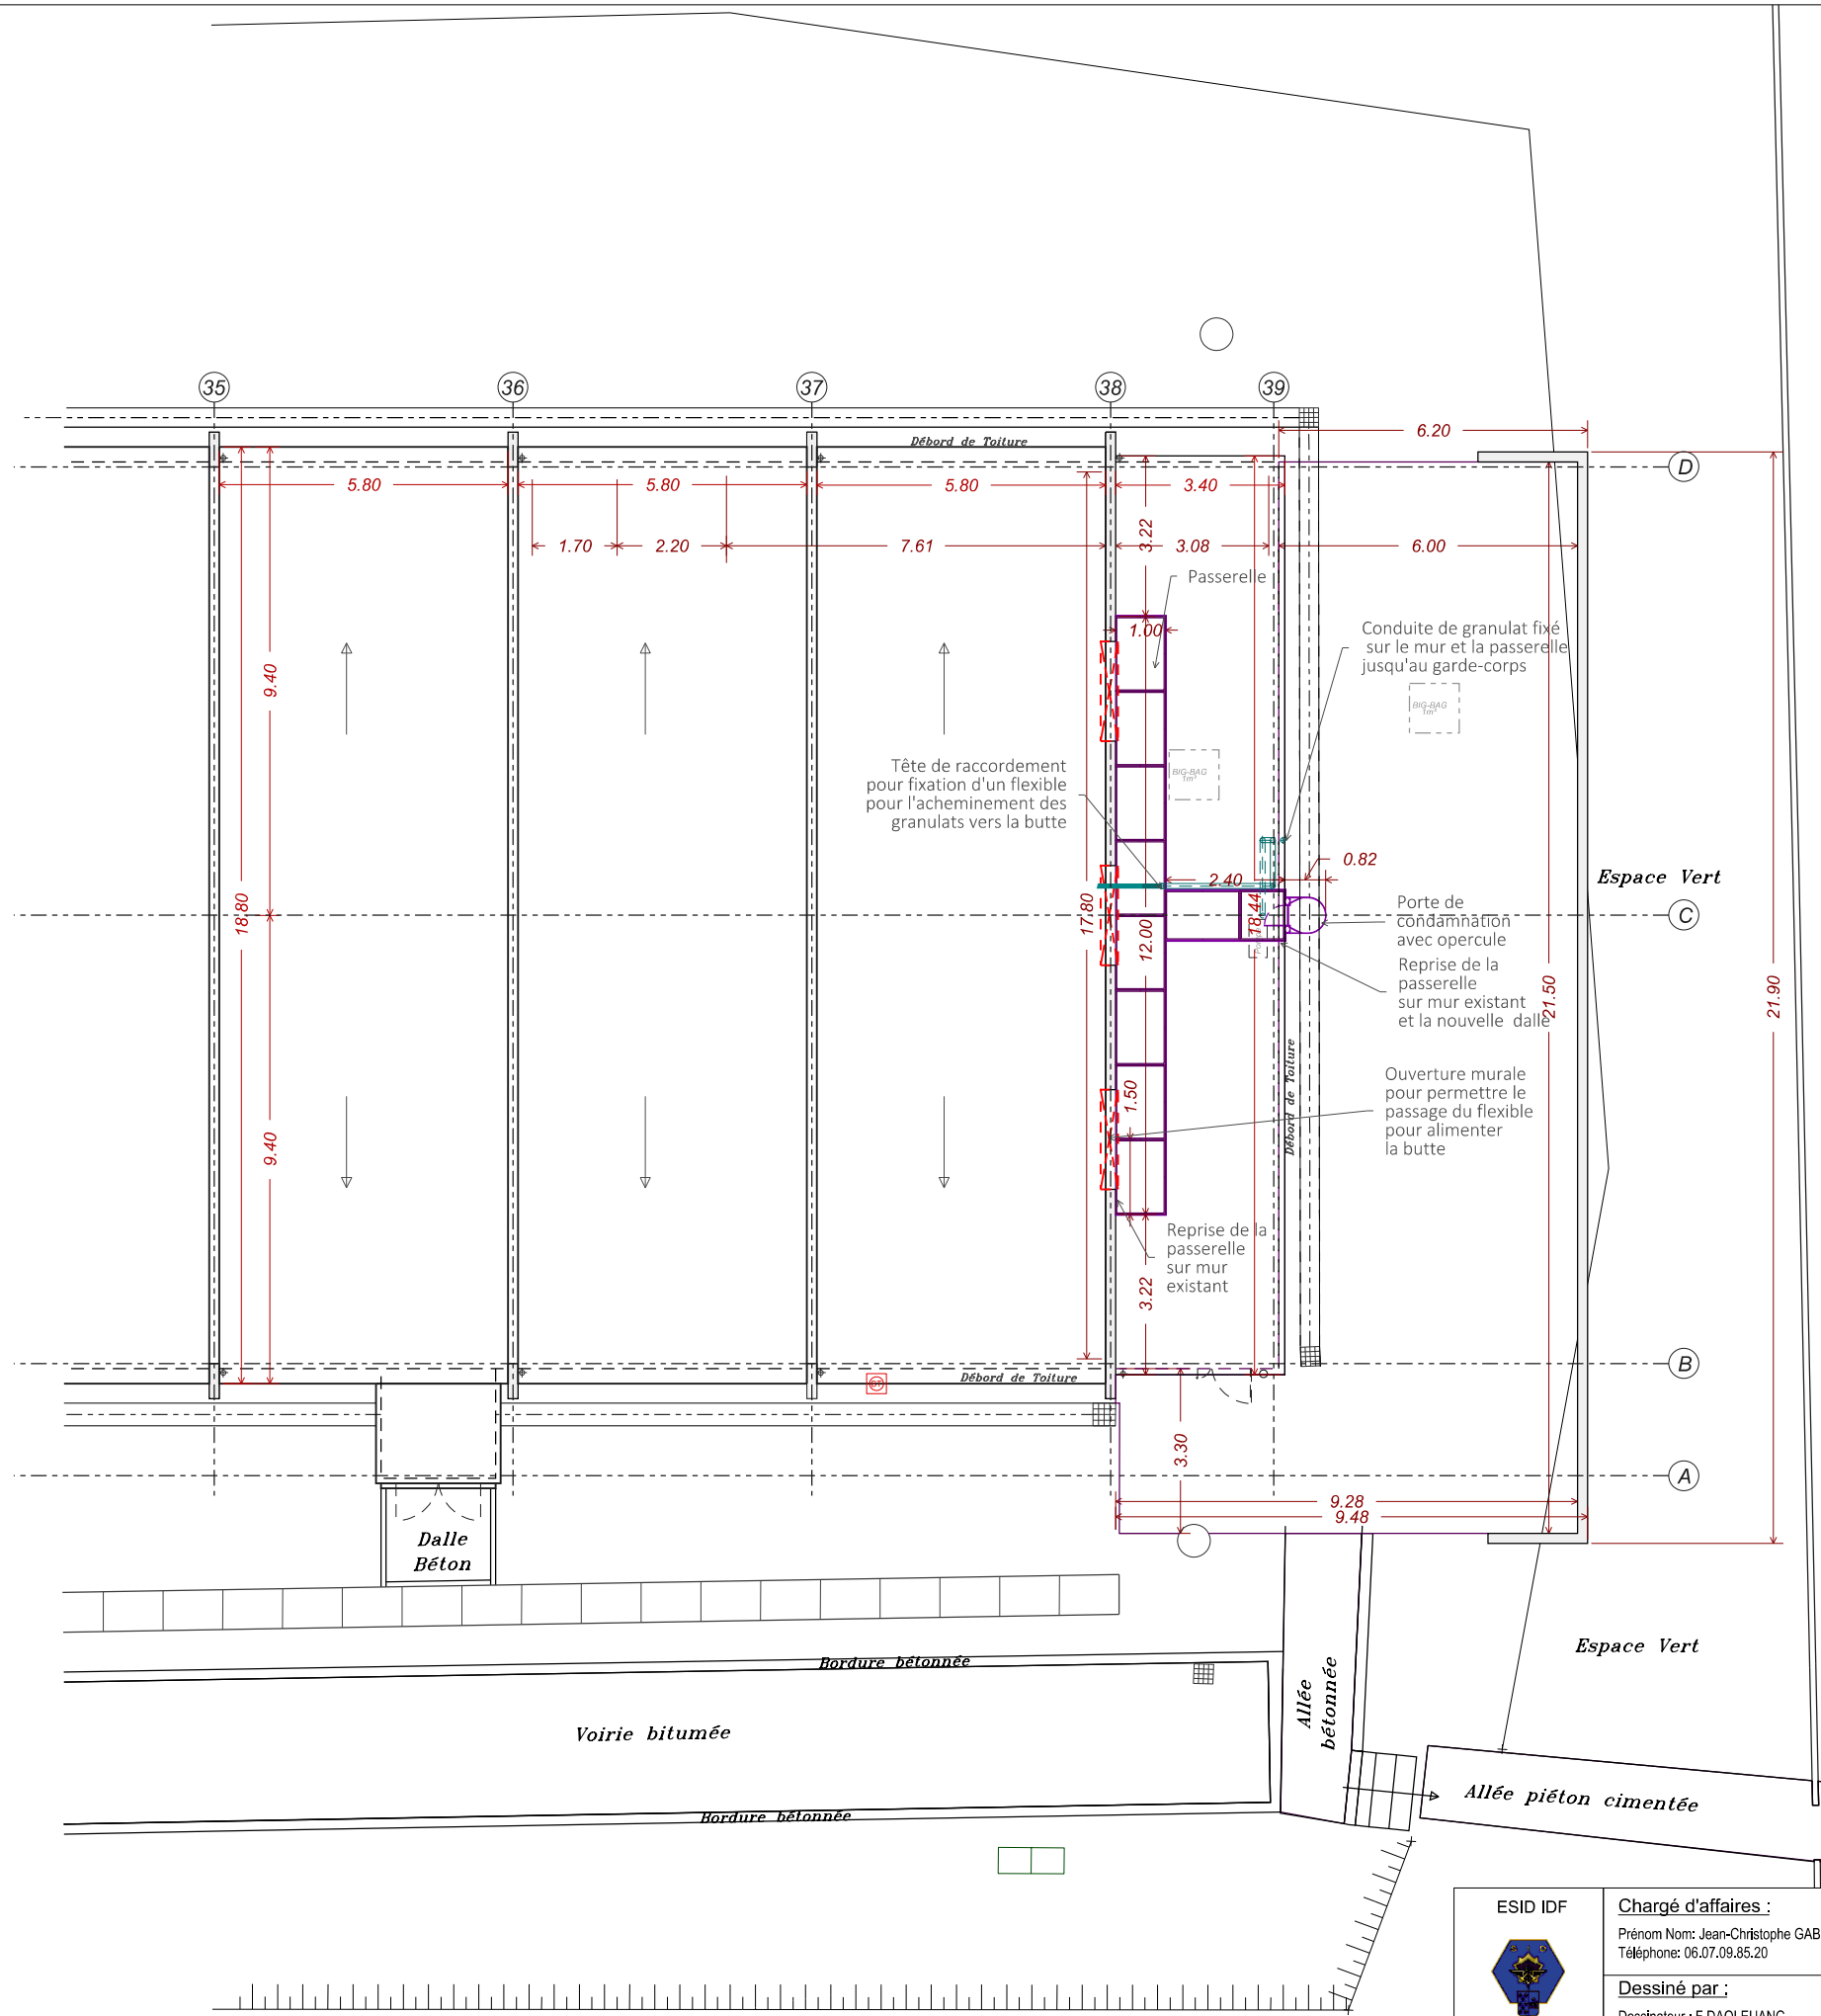 35
36
37
38
39
Débord de Toiture
6.20
D
5.80
5.80
5.80
3.40
1.70
2.20
7.61
3.22
3.08
6.00
Passerelle
1.00
Conduite de granulat fixé
sur le mur et la passerelle
jusqu'au garde-corps
9.40
BIG-BAG
1m³
Tête de raccordement
pour fixation d'un flexible
pour l'acheminement des
granulats vers la butte
BIG-BAG
1m³
0.82
2.40
Espace Vert
18.80
17.80
12.00
18.44
C
Porte de
condamnation
avec opercule
Reprise de la
passerelle
sur mur existant
et la nouvelle dalle
21.50
21.90
Débord de Toiture
Ouverture murale
pour permettre le
passage du flexible
pour alimenter
la butte
1.50
9.40
Reprise de la
passerelle
sur mur
existant
3.22
B
Débord de Toiture
3.30
A
9.28
9.48
Dalle
Béton
Espace Vert
Bordure bétonnée
Allée
bétonnée
Voirie bitumée
Allée piéton cimentée
Bordure bétonnée
ESID IDF
Chargé d'affaires :
Prénom Nom: Jean-Christophe GAB
Téléphone: 06.07.09.85.20
Dessiné par :